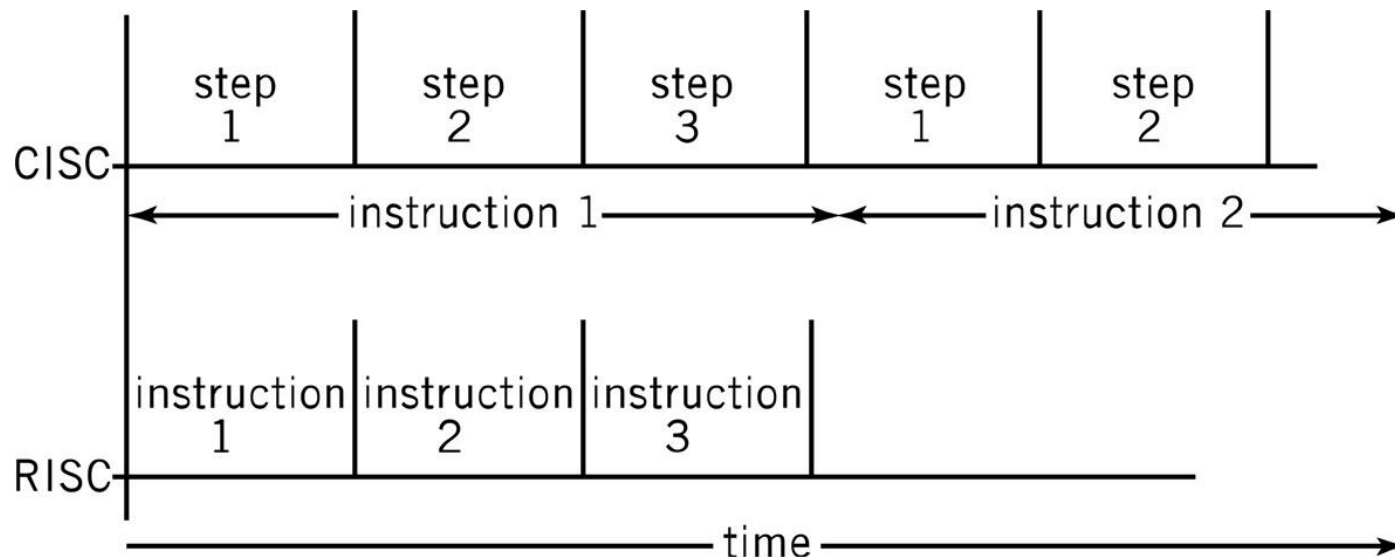 step step step step step
1 2 3 1 2
CISC
instruction 1 instruction 2
instruction instruction instruction
1 2 3
RISC
time